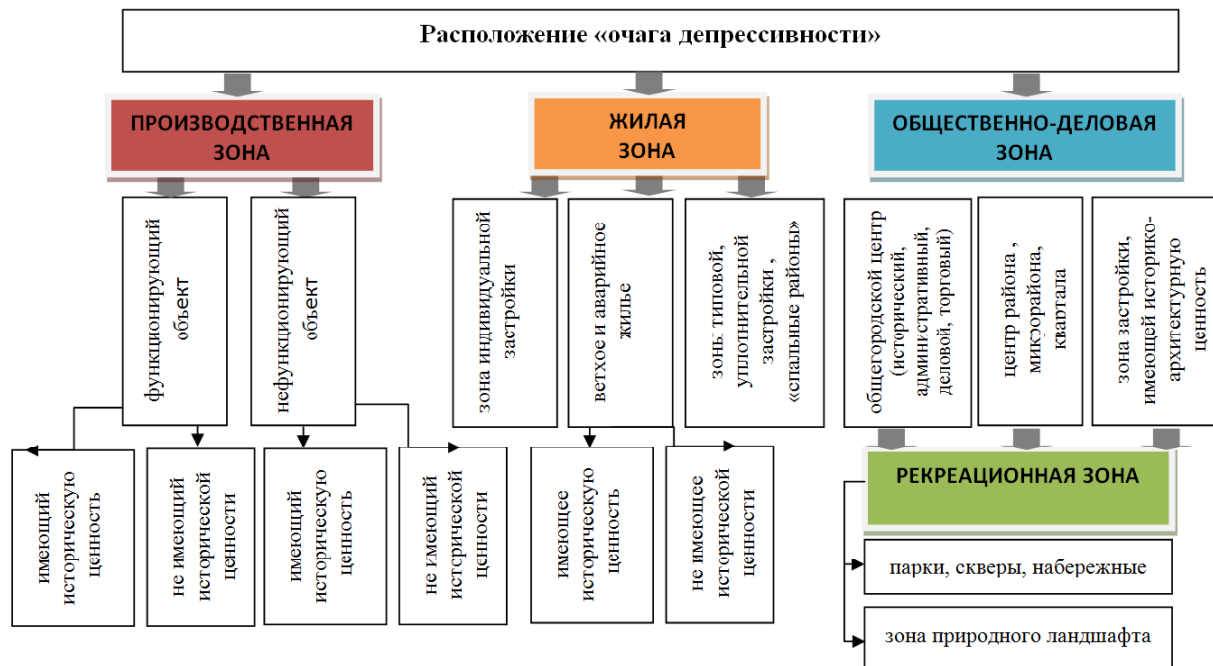 Расположение «очага депрессивности»
ПРОИЗВОДСТВЕННАЯ
ЗОНА
ЖИЛАЯ
ЗОНА
ОБЩЕСТВЕННО-ДЕЛОВАЯ
ЗОНА
функционирующий
объект
нефункционирующий
объект
зона индивидуальной
застройки
ветхое и аварийное
жилье
зоны типовой,
уплотнительной
застройки ,
«спальные районы»
общегородской центр
(исторический,
административный,
деловой, торговый)
центр района ,
микрорайона,
квартала
зона застройки,
имеющей историко-
архитектурную
ценность
имеющий
историческую
ценность
не имеющий
исторической
ценности
имеющий
историческую
ценность
не имеющий
исторической
ценности
имеющее
историческую
ценность
не имеющее
исторической
ценности
РЕКРЕАЦИОННАЯ ЗОНА
парки, скверы, набережные
зона природного ландшафта